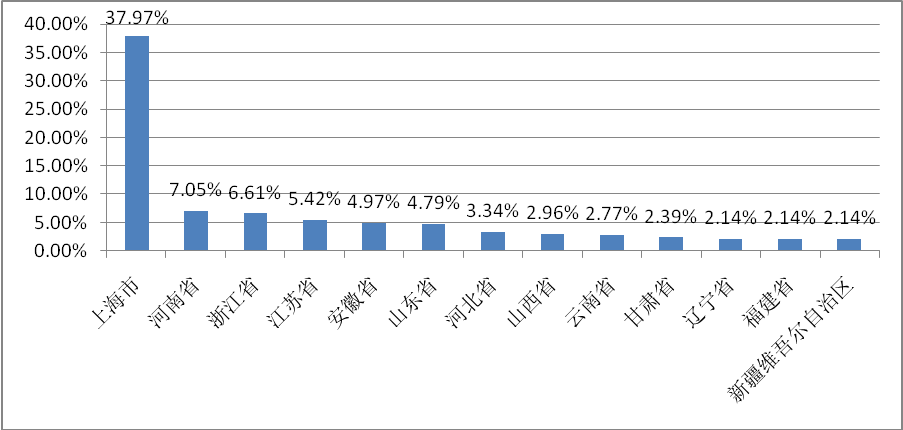 40.00%
35.00%
30.00%
25.00%
20.00%
15.00%
10.00%
5.00%
0.00%
37.97%
7.05%
6.61%
5.42%
4.97%
4.79%
3.34%
2.96%
2.77%
2.39%
2.14%
2.14%
2.14%
上海市
河南省
浙江省
江苏省
安徽省
山东省
河北省
山西省
云南省
甘肃省
辽宁省
福建省
新疆维吾尔自治区